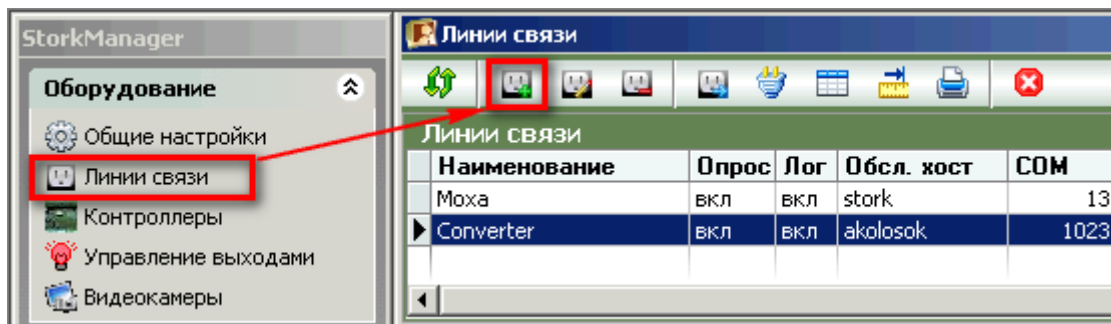 StorkManager
Оборудование
Общие настройки
Линии связи
Контроллеры
Управление выходами
Видеокамеры
Линии связи
Линии связи
Наименование Опрос Лог Обсл. хост COM
Моха вкл вкл stork 13
Converter вкл вкл akolosok 1023